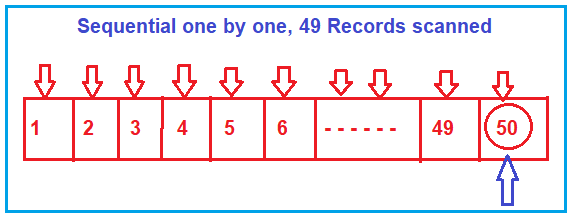 Sequential one by one, 49 Records scanned
1 2 3 4 5 6 - - - - - - 49 50